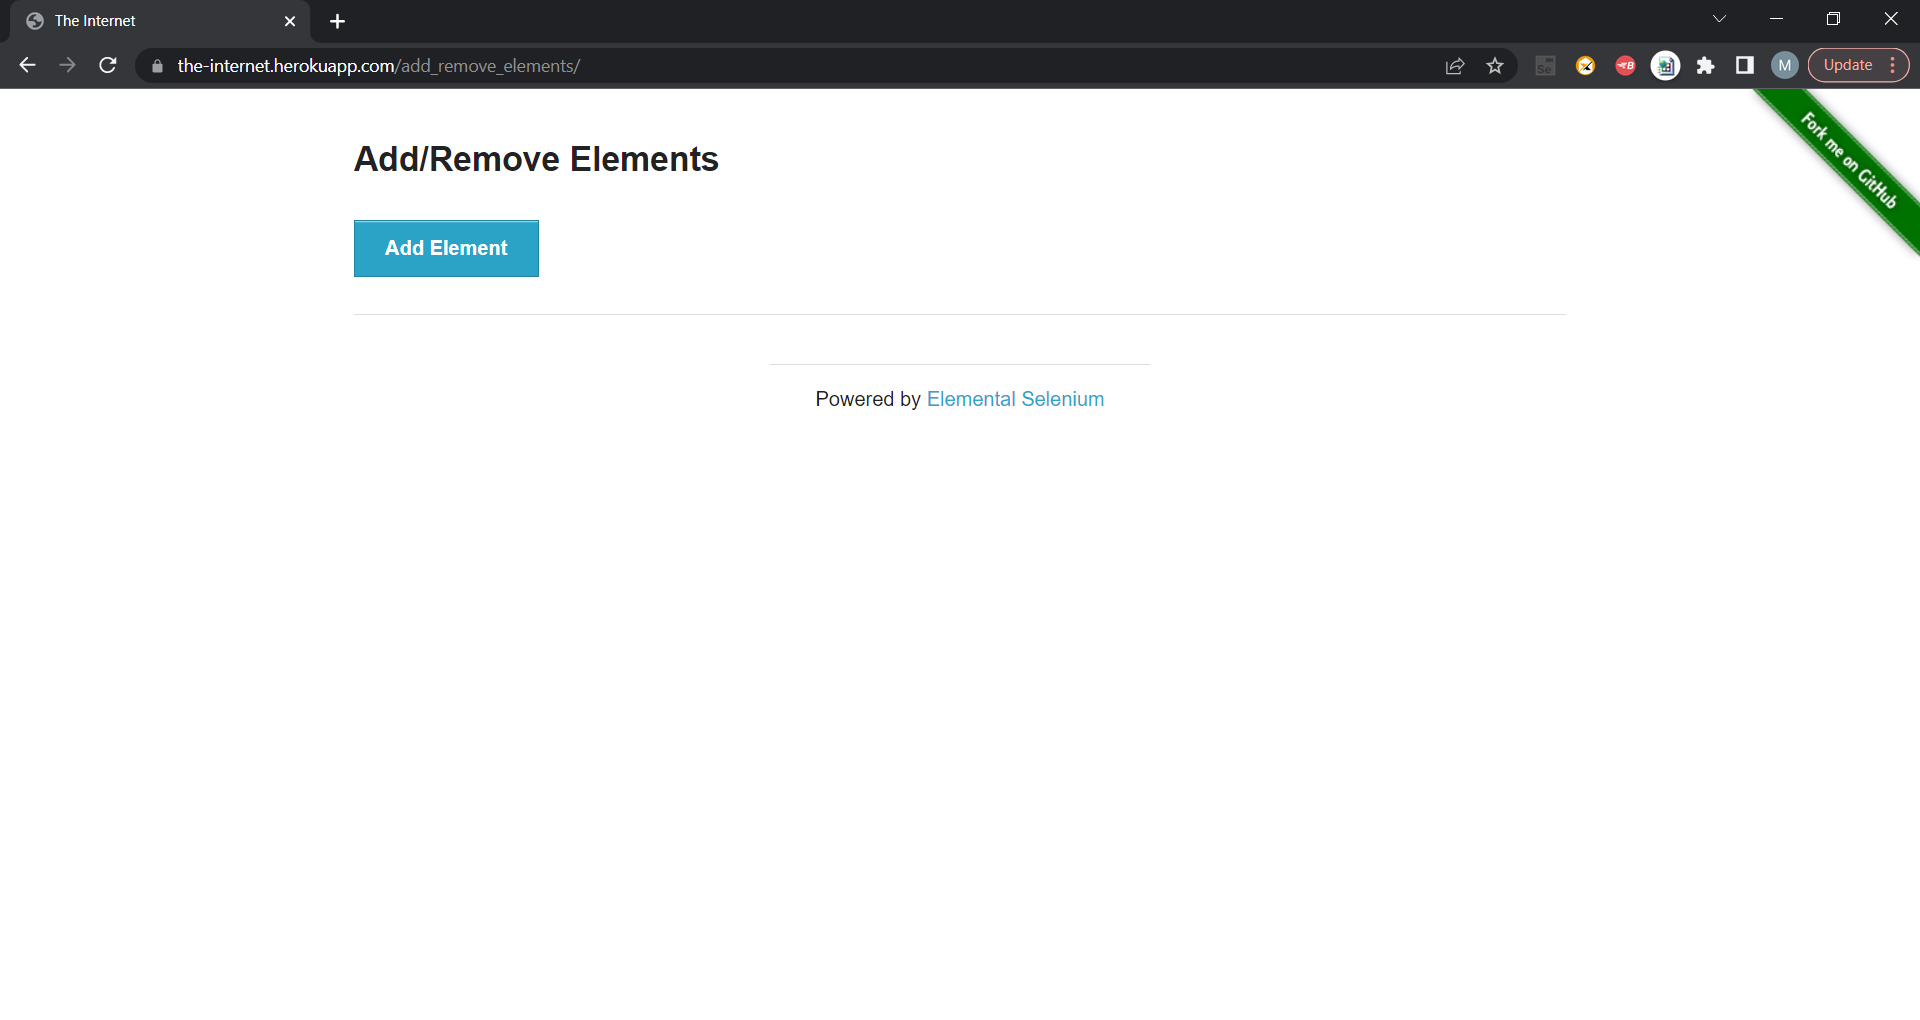 The Internet
the-internet.herokuapp.com/add_remove_elements/
Se
B
M
Update
Fork me on GitHub
Add/Remove Elements
Add Element
Powered by Elemental Selenium